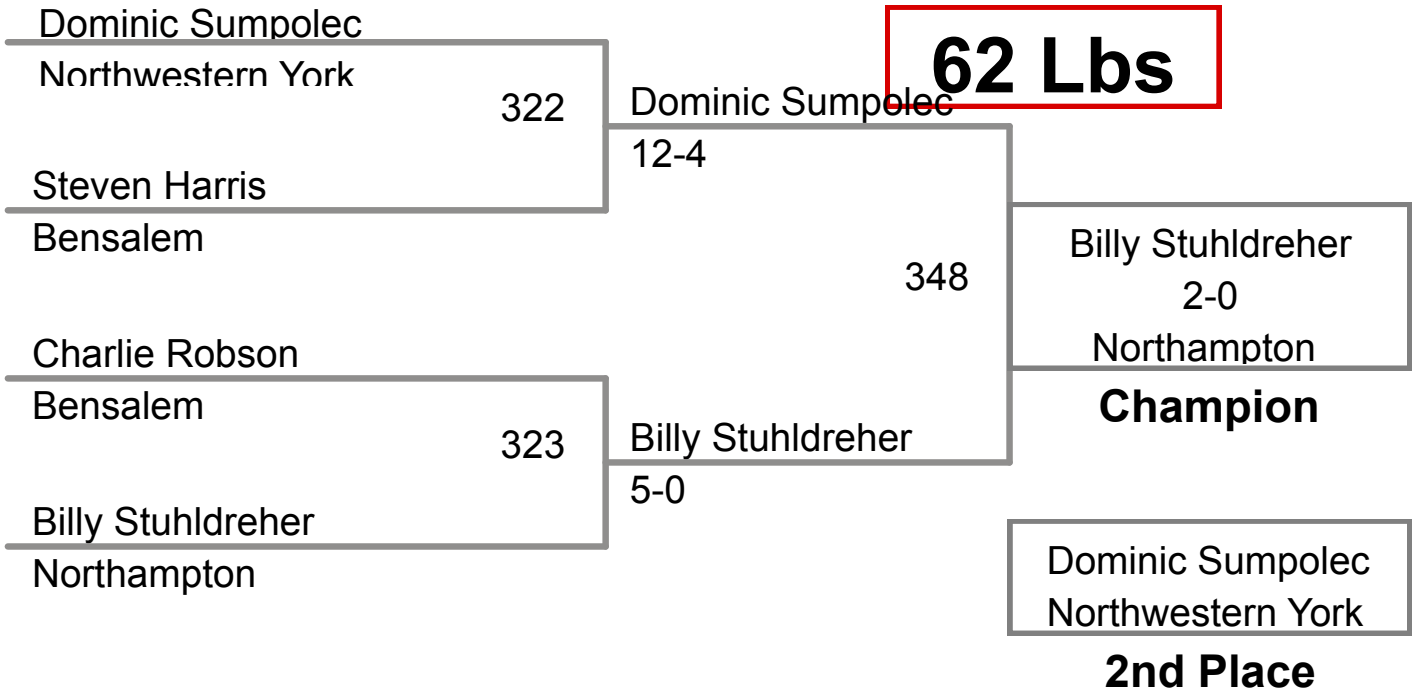 Dominic Sumpolec
Northwestern York
322
Steven Harris
Bensalem
Charlie Robson
Bensalem
323
Billy Stuhldreher
Northampton
62 Lbs
Dominic Sumpolec
12-4
348
Billy Stuhldreher
5-0
Billy Stuhldreher
2-0
Northampton
Champion
Dominic Sumpolec
Northwestern York
2nd Place